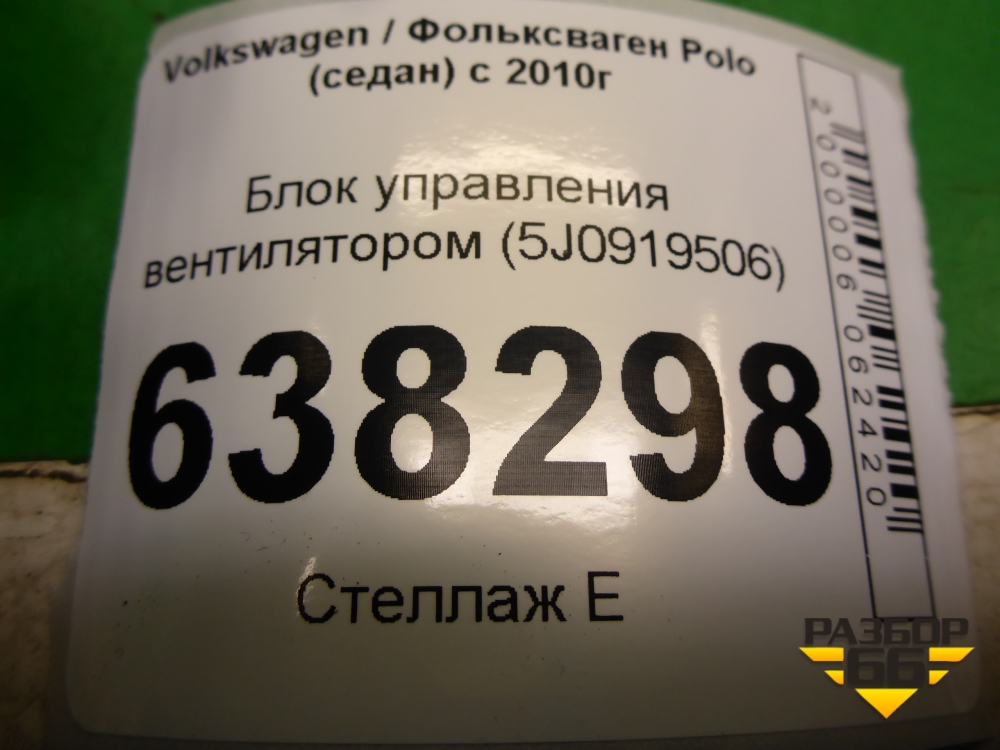 Volkswagen / Фольксваген Polo
(седан) с 2010г
Блок управления
вентилятором (5J0919506)
638298
Стеллаж Е
2000006062420
РАЗБОР
66